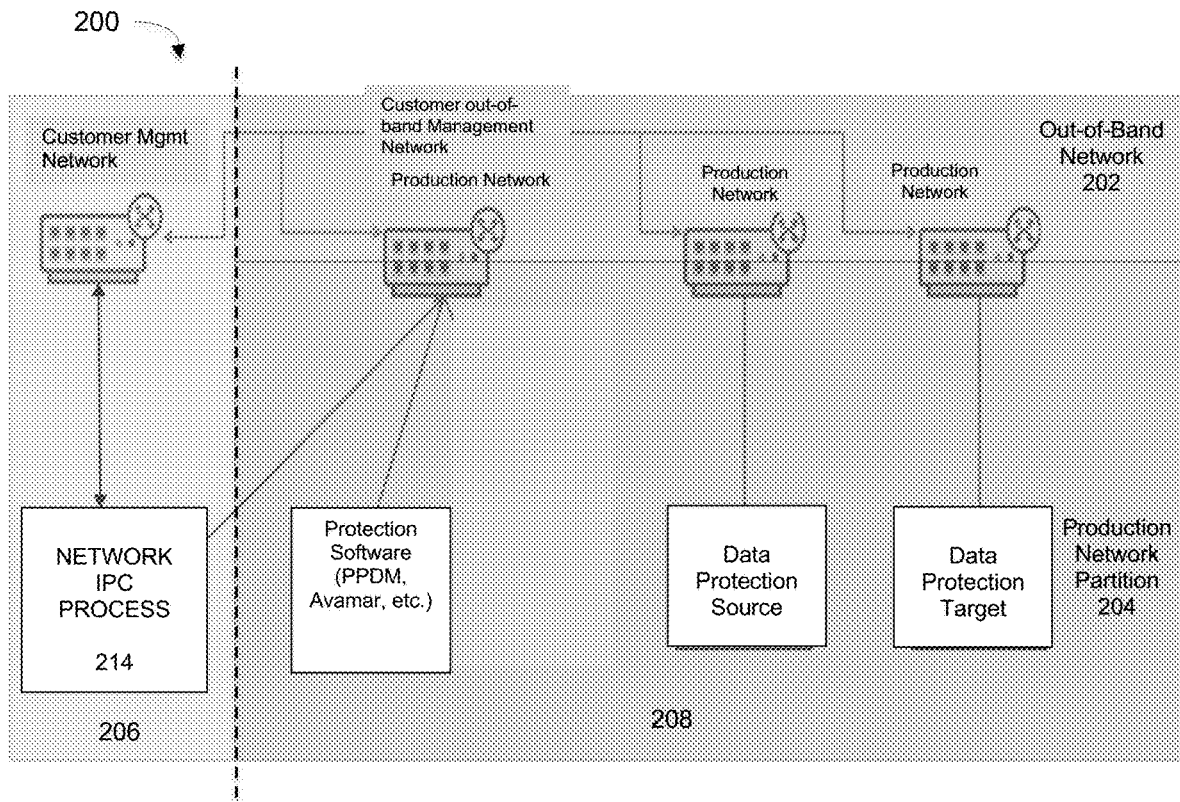 200
Customer Mgmt
Network
Customer out-of-
band Management
Network
Production Network
Production
Network
Production
Network
Out-of-Band
Network
202
NETWORK
IPC
PROCESS
214
Protection
Software
(PPDM,
Avamar, etc.)
Data
Protection
Source
Data
Protection
Target
Production
Network
Partition
204
206
208